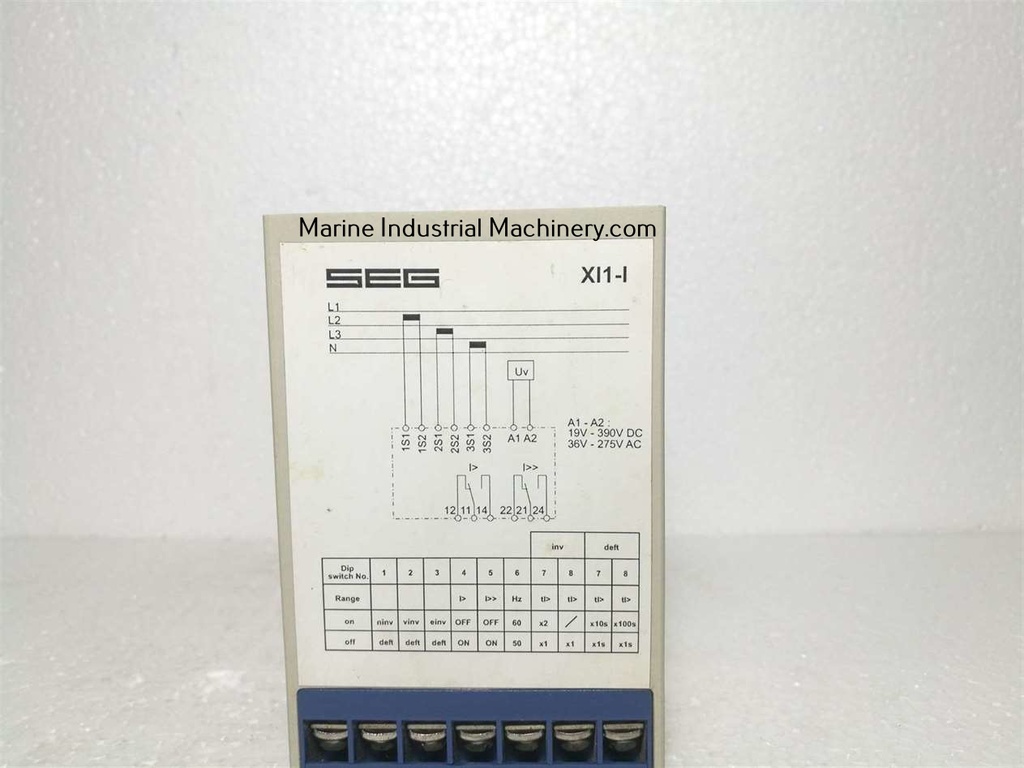 Marine Industrial Machinery.com
SEG XI1-I
L1
L2
L3
N
Uv
1S1 1S2 2S1 2S2 3S1 3S2 A1 A2
A1 - A2 :
19V - 390V DC
36V - 275V AC
I> I>>
12 11 14 22 21 24
inv deft
Dip switch No. 1 2 3 4 5 6 7 8 7 8
Range I> I>> Hz tI> tI> tI> tI>
on ninv vinv einv OFF OFF 60 x2 / x10s x100s
off deft deft deft ON ON 50 x1 x1 x1s x1s